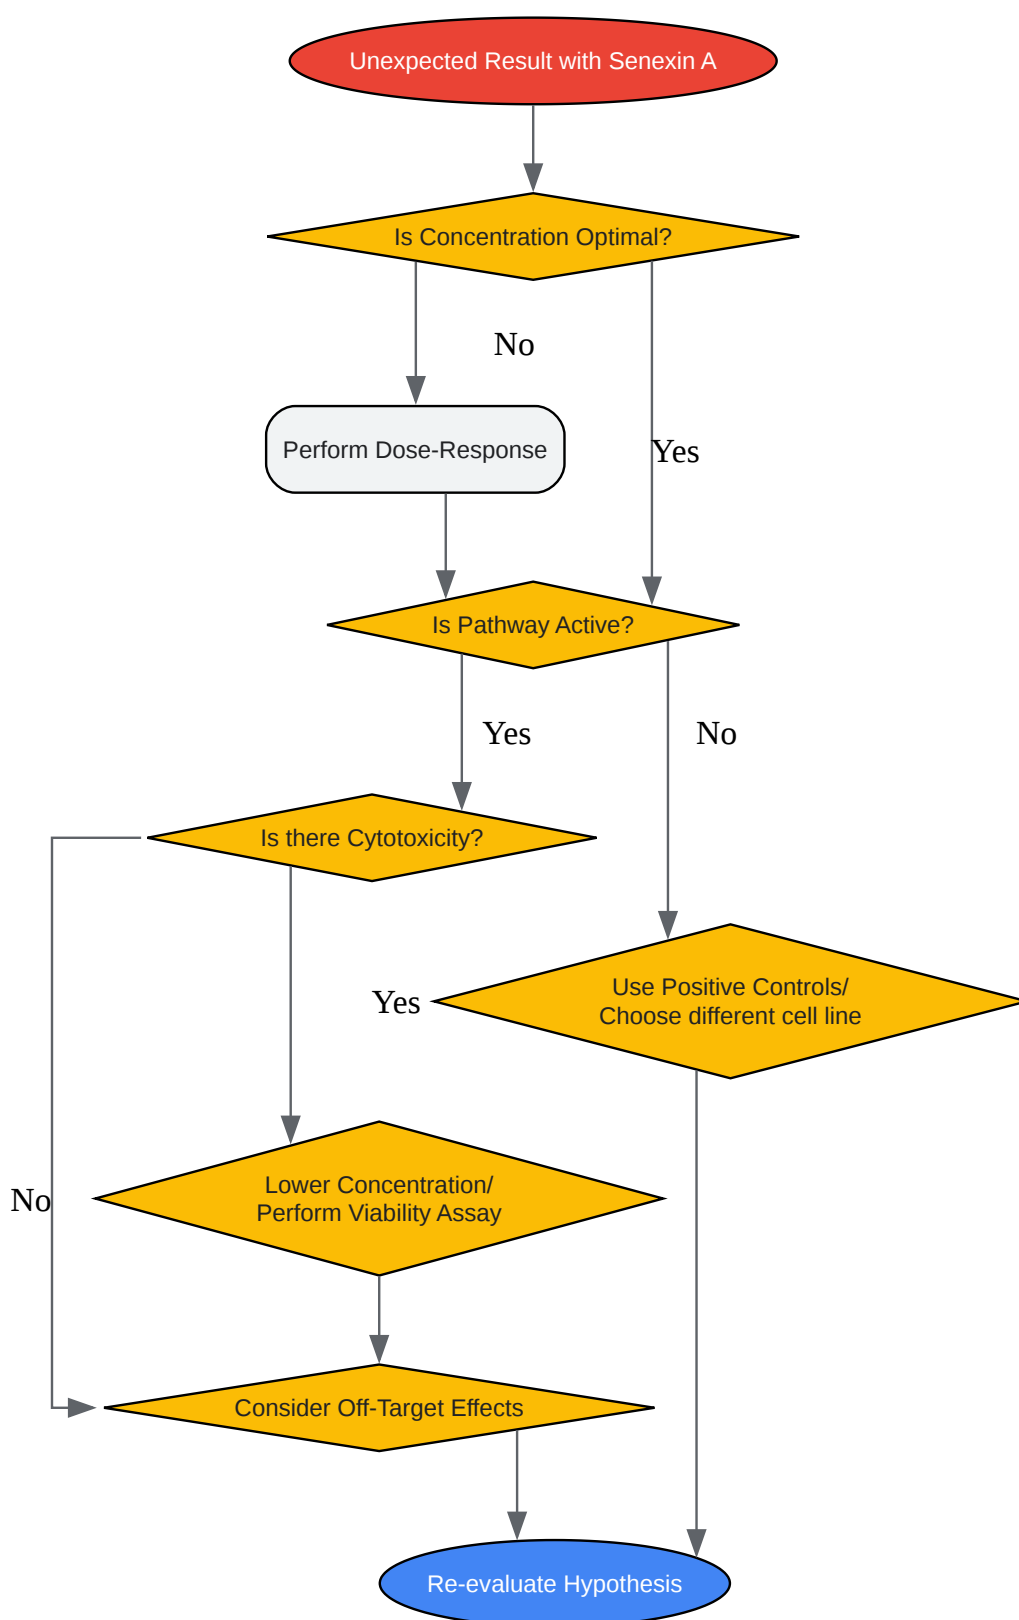 Unexpected Result with Senexin A
Is Concentration Optimal?
No
Perform Dose-Response
Yes
Is Pathway Active?
Yes
No
Is there Cytotoxicity?
Use Positive Controls/
Choose different cell line
Yes
Lower Concentration/
Perform Viability Assay
No
Consider Off-Target Effects
Re-evaluate Hypothesis